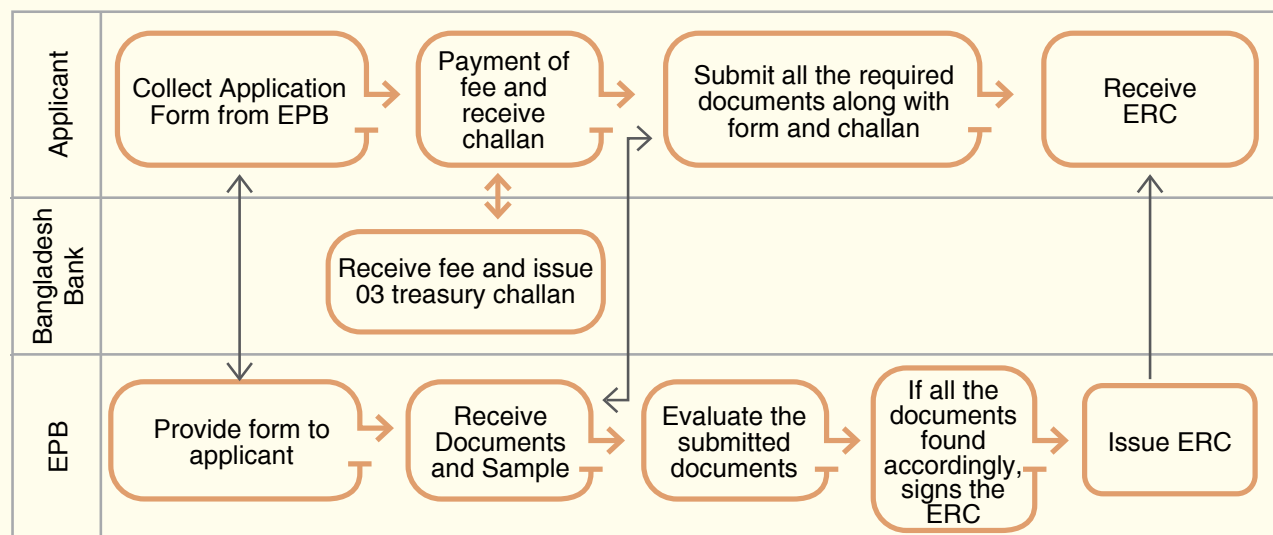 Applicant
Collect Application
Form from EPB
Payment of
fee and
receive
challan
Submit all the required
documents along with
form and challan
Receive
ERC
Bangladesh
Bank
Receive fee and issue
03 treasury challan
EPB
Provide form to
applicant
Receive
Documents
and Sample
Evaluate the
submitted
documents
If all the
documents
found
accordingly,
signs the
ERC
Issue ERC